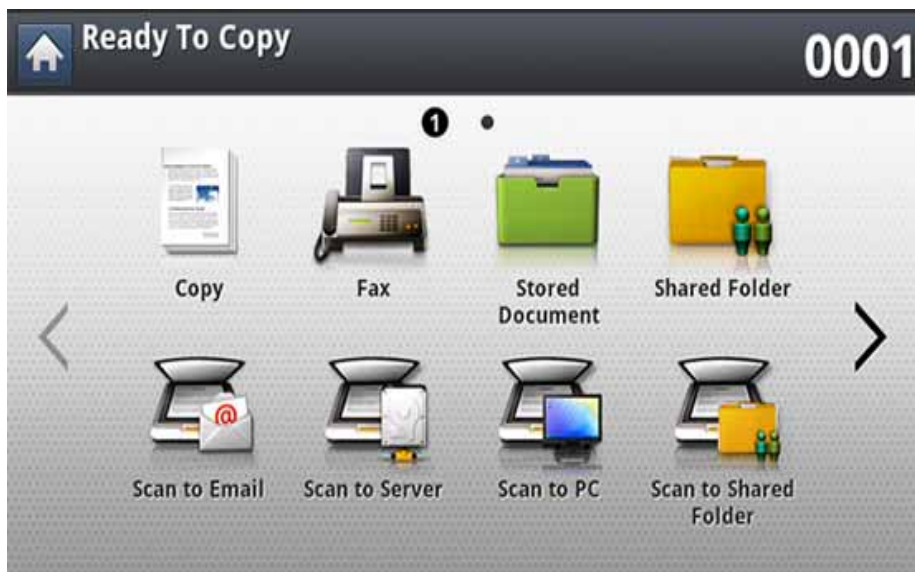 Ready To Copy
0001
1
Copy
Fax
Stored
Document
Shared Folder
@
Scan to Email
Scan to Server
Scan to PC
Scan to Shared
Folder